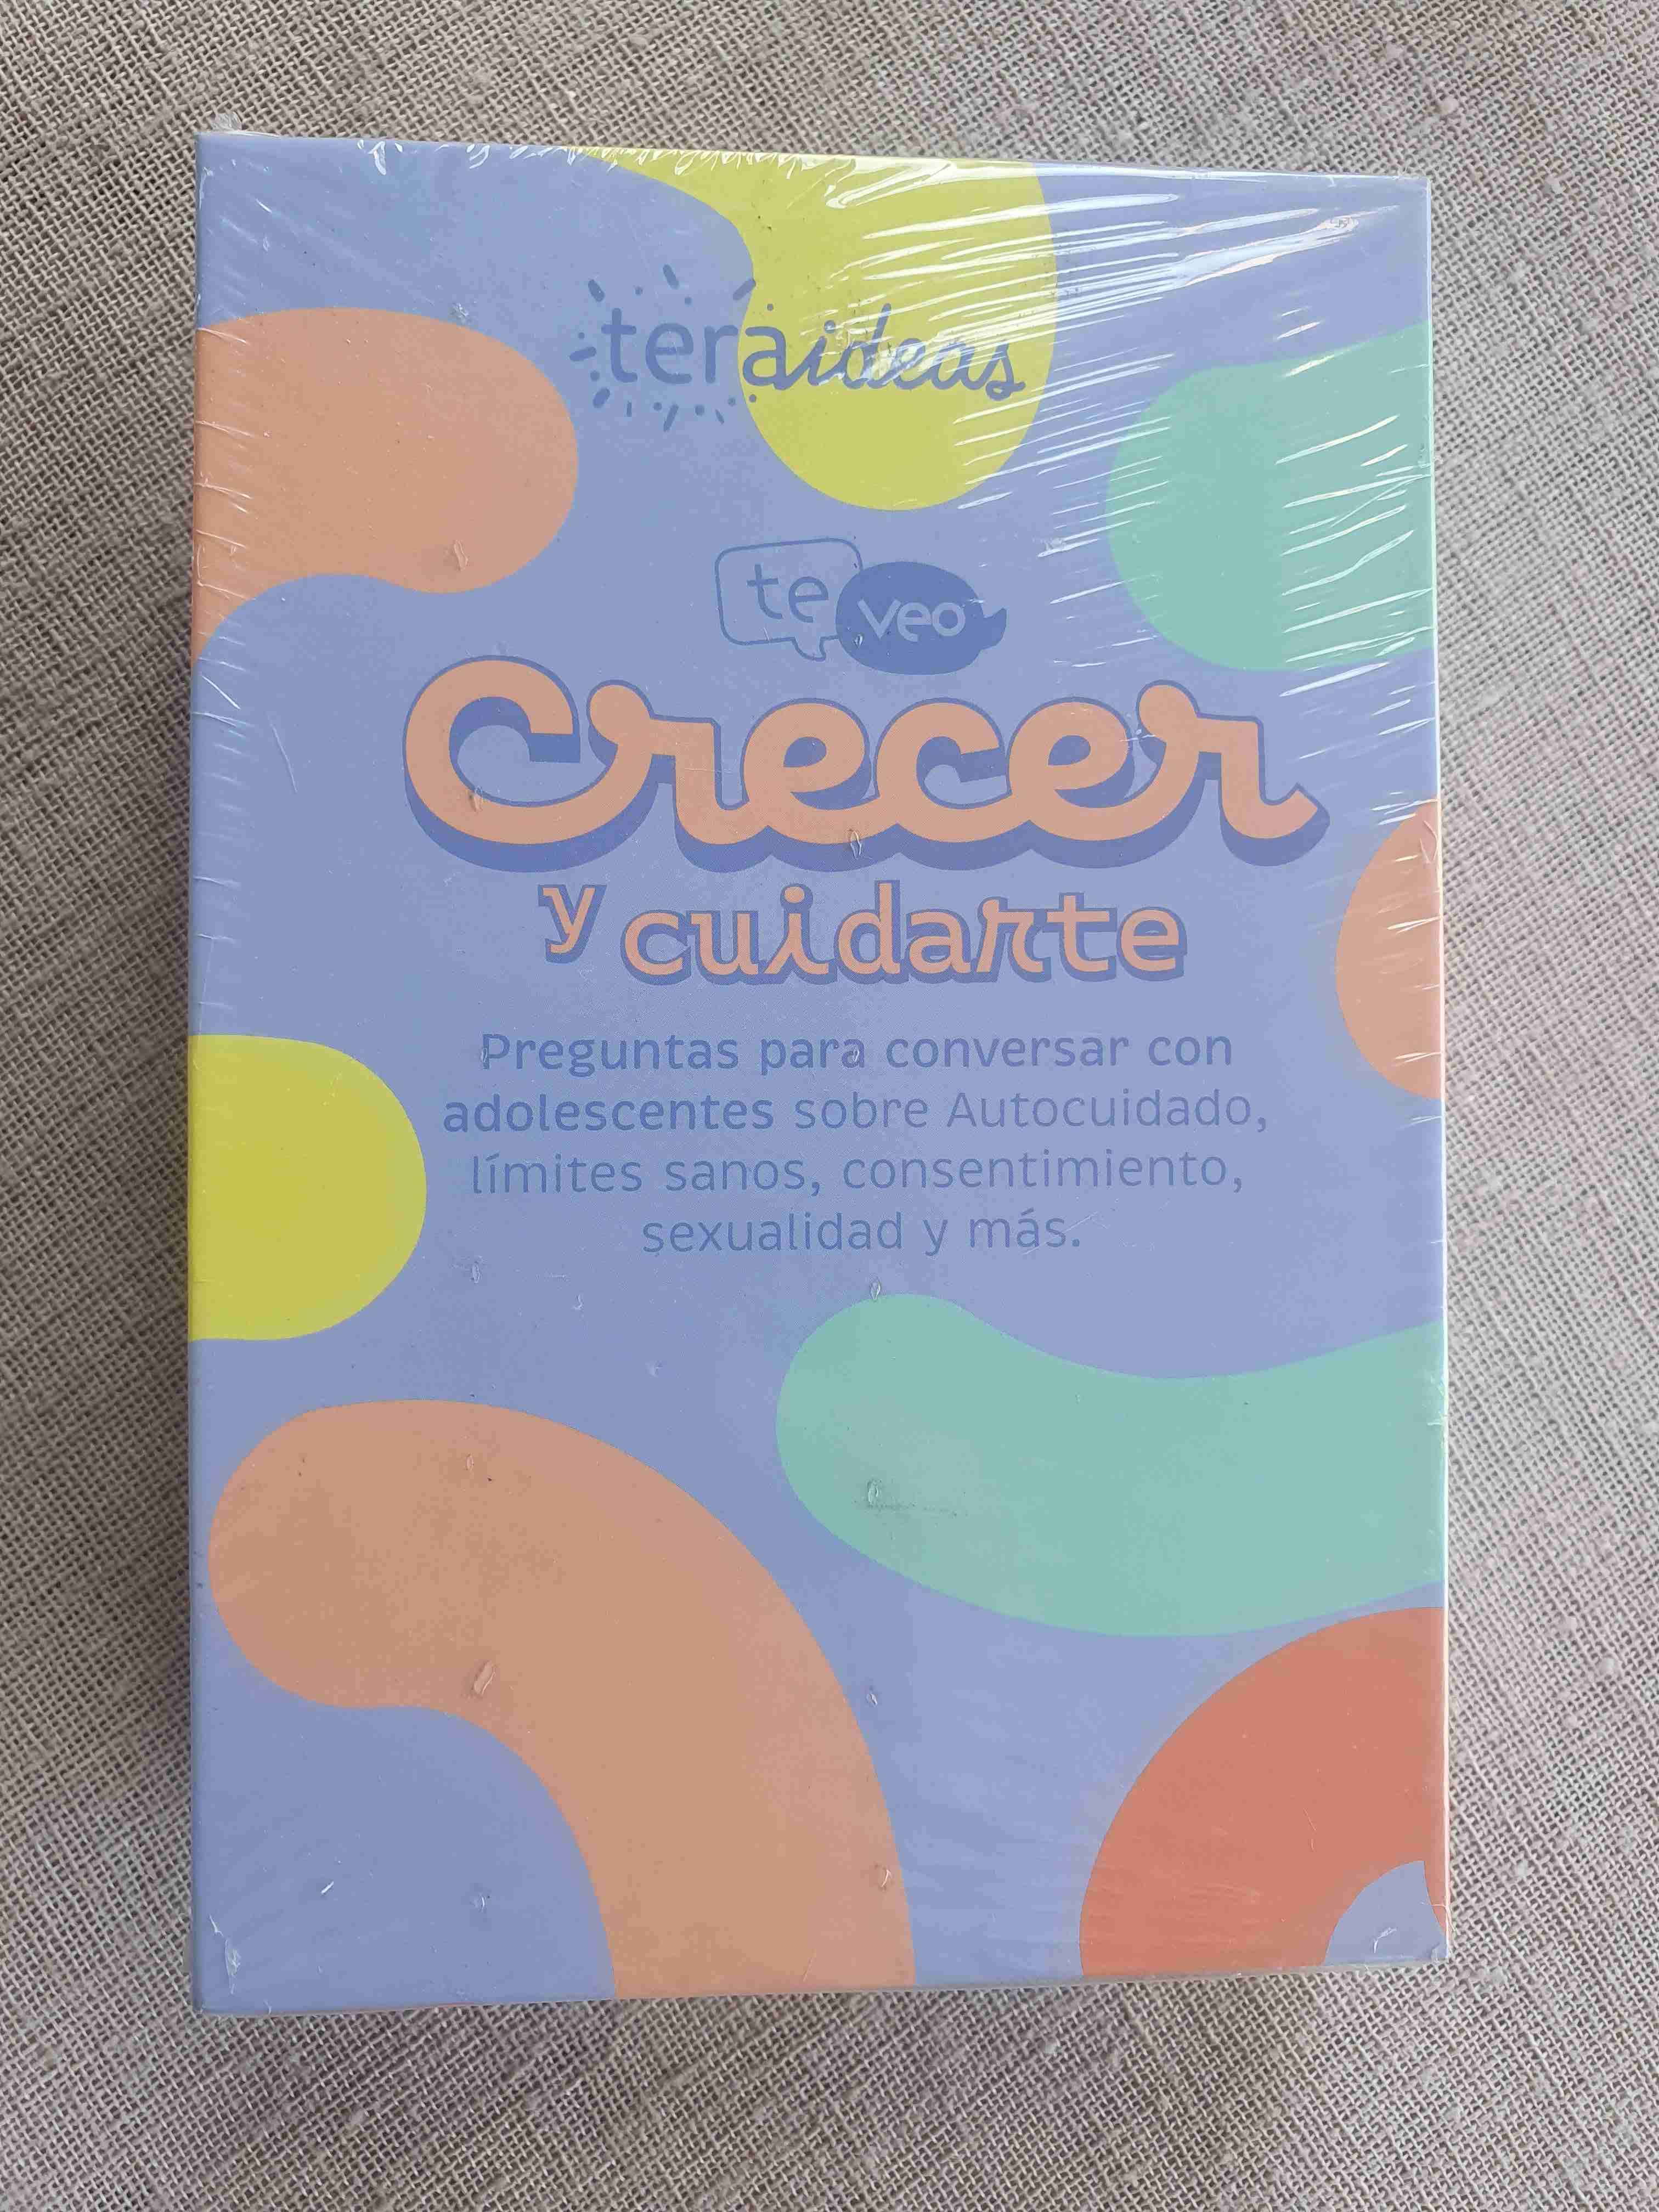 teraideas
te veo
Crecer
y cuidarte
Preguntas para conversar con
adolescentes sobre Autocuidado,
límites sanos, consentimiento,
sexualidad y más.